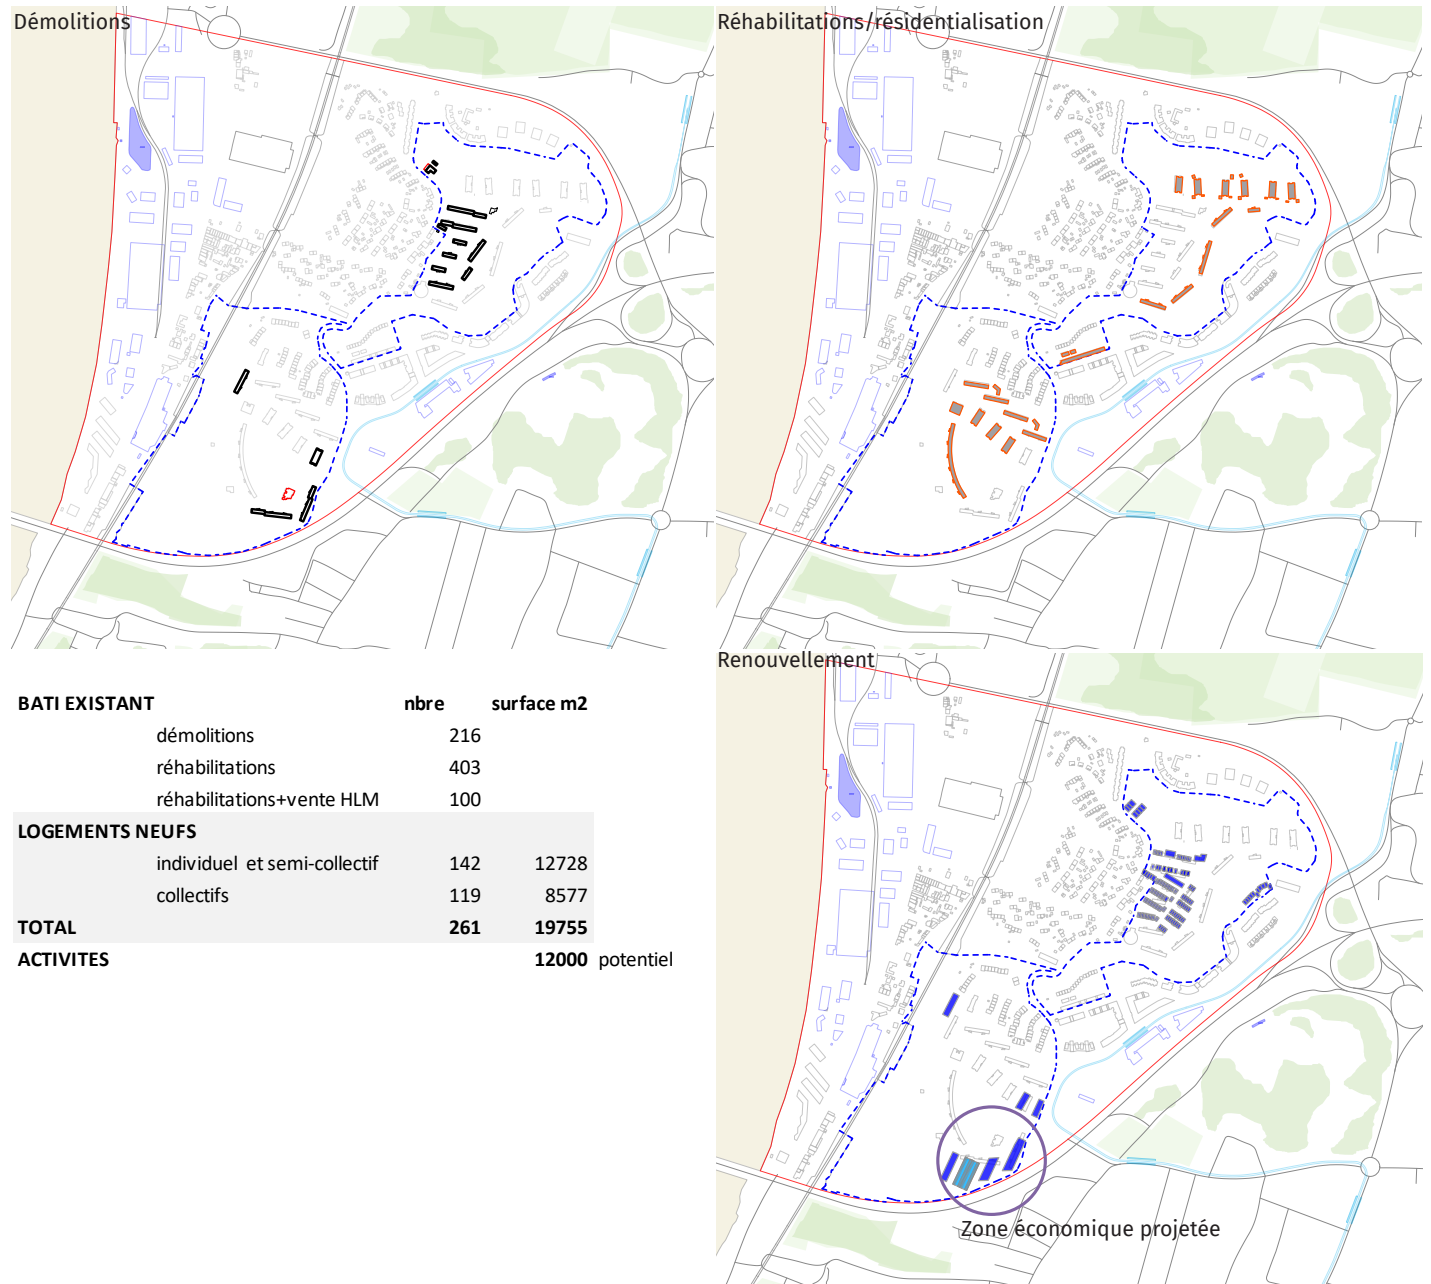 Démolitions
Réhabilitations/résidentialisation
Renouvellement
BATI EXISTANT nbre surface m2
démolitions 216
réhabilitations 403
réhabilitations+vente HLM 100
LOGEMENTS NEUFS
individuel et semi-collectif 142 12728
collectifs 119 8577
TOTAL 261 19755
ACTIVITES 12000 potentiel
Zone économique projetée